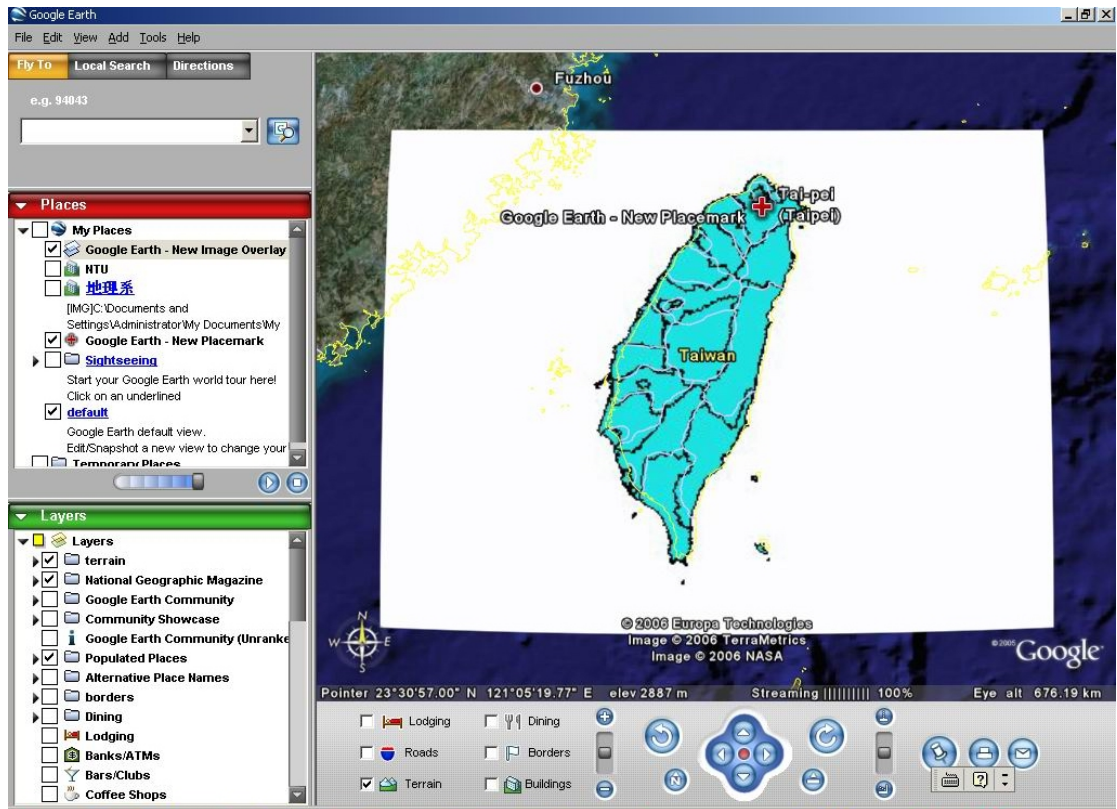 Google Earth
File Edit View Add Tools Help
Fly To Local Search Directions
e.g. 94043
Places
My Places
Google Earth - New Image Overlay
NTU
地理系
[IMG]C:\Documents and
Settings\Administrator\My Documents\My
Google Earth - New Placemark
Sightseeing
Start your Google Earth world tour here!
Click on an underlined
default
Google Earth default view.
Edit/Snapshot a new view to change your
Temporary Places
Layers
Layers
terrain
National Geographic Magazine
Google Earth Community
Community Showcase
Google Earth Community (Unranke
Populated Places
Alternative Place Names
borders
Dining
Lodging
Banks/ATMs
Bars/Clubs
Coffee Shops
Fuzhou
Tai-pei
Google Earth - New Placemark (Taipei)
Taiwan
N
W E
S
© 2006 Europa Technologies
Image © 2006 TerraMetrics
Image © 2006 NASA
© 2005 Google
Pointer 23°30'57.00" N 121°05'19.77" E elev 2887 m Streaming |||||||||| 100% Eye alt 676.19 km
Lodging Dining
Roads Borders
Terrain Buildings
N